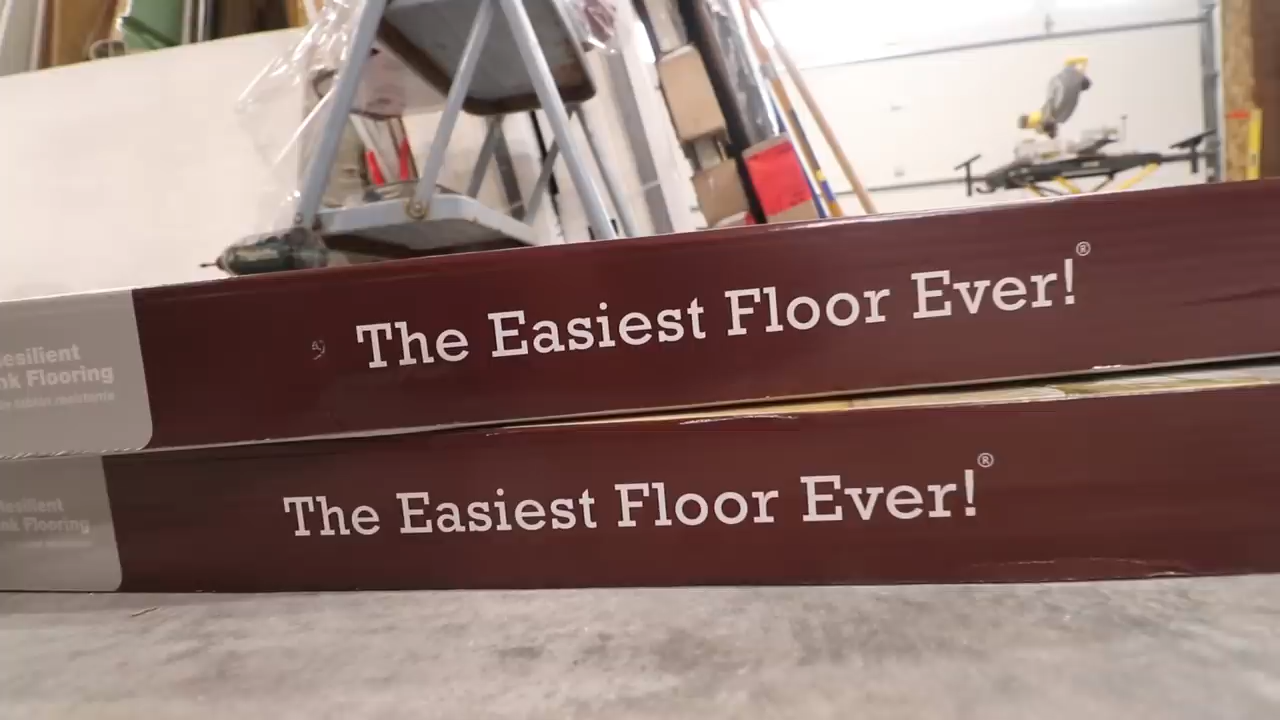 esilient
nk Flooring
The Easiest Floor Ever!®
esilient
nk Flooring
The Easiest Floor Ever!®